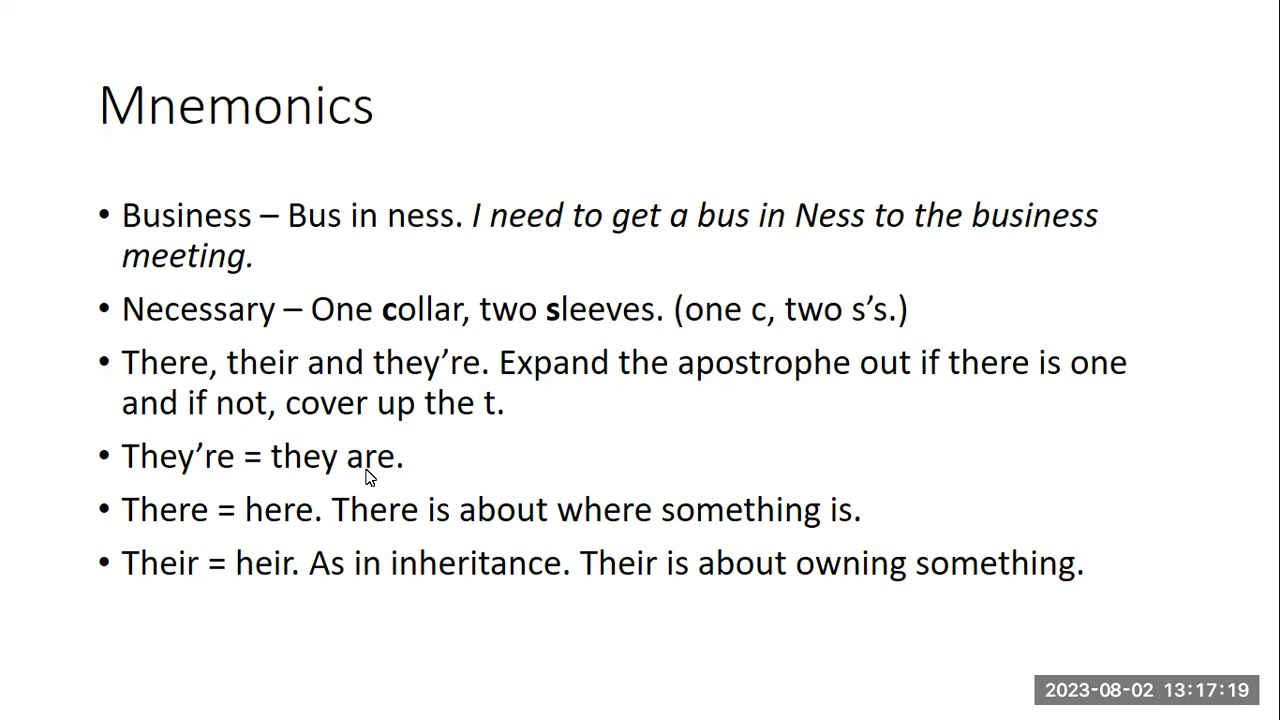 Mnemonics
• Business – Bus in ness. I need to get a bus in Ness to the business
meeting.
• Necessary – One collar, two sleeves. (one c, two s’s.)
• There, their and they’re. Expand the apostrophe out if there is one
and if not, cover up the t.
• They’re = they are.
• There = here. There is about where something is.
• Their = heir. As in inheritance. Their is about owning something.
2023-08-02 13:17:19